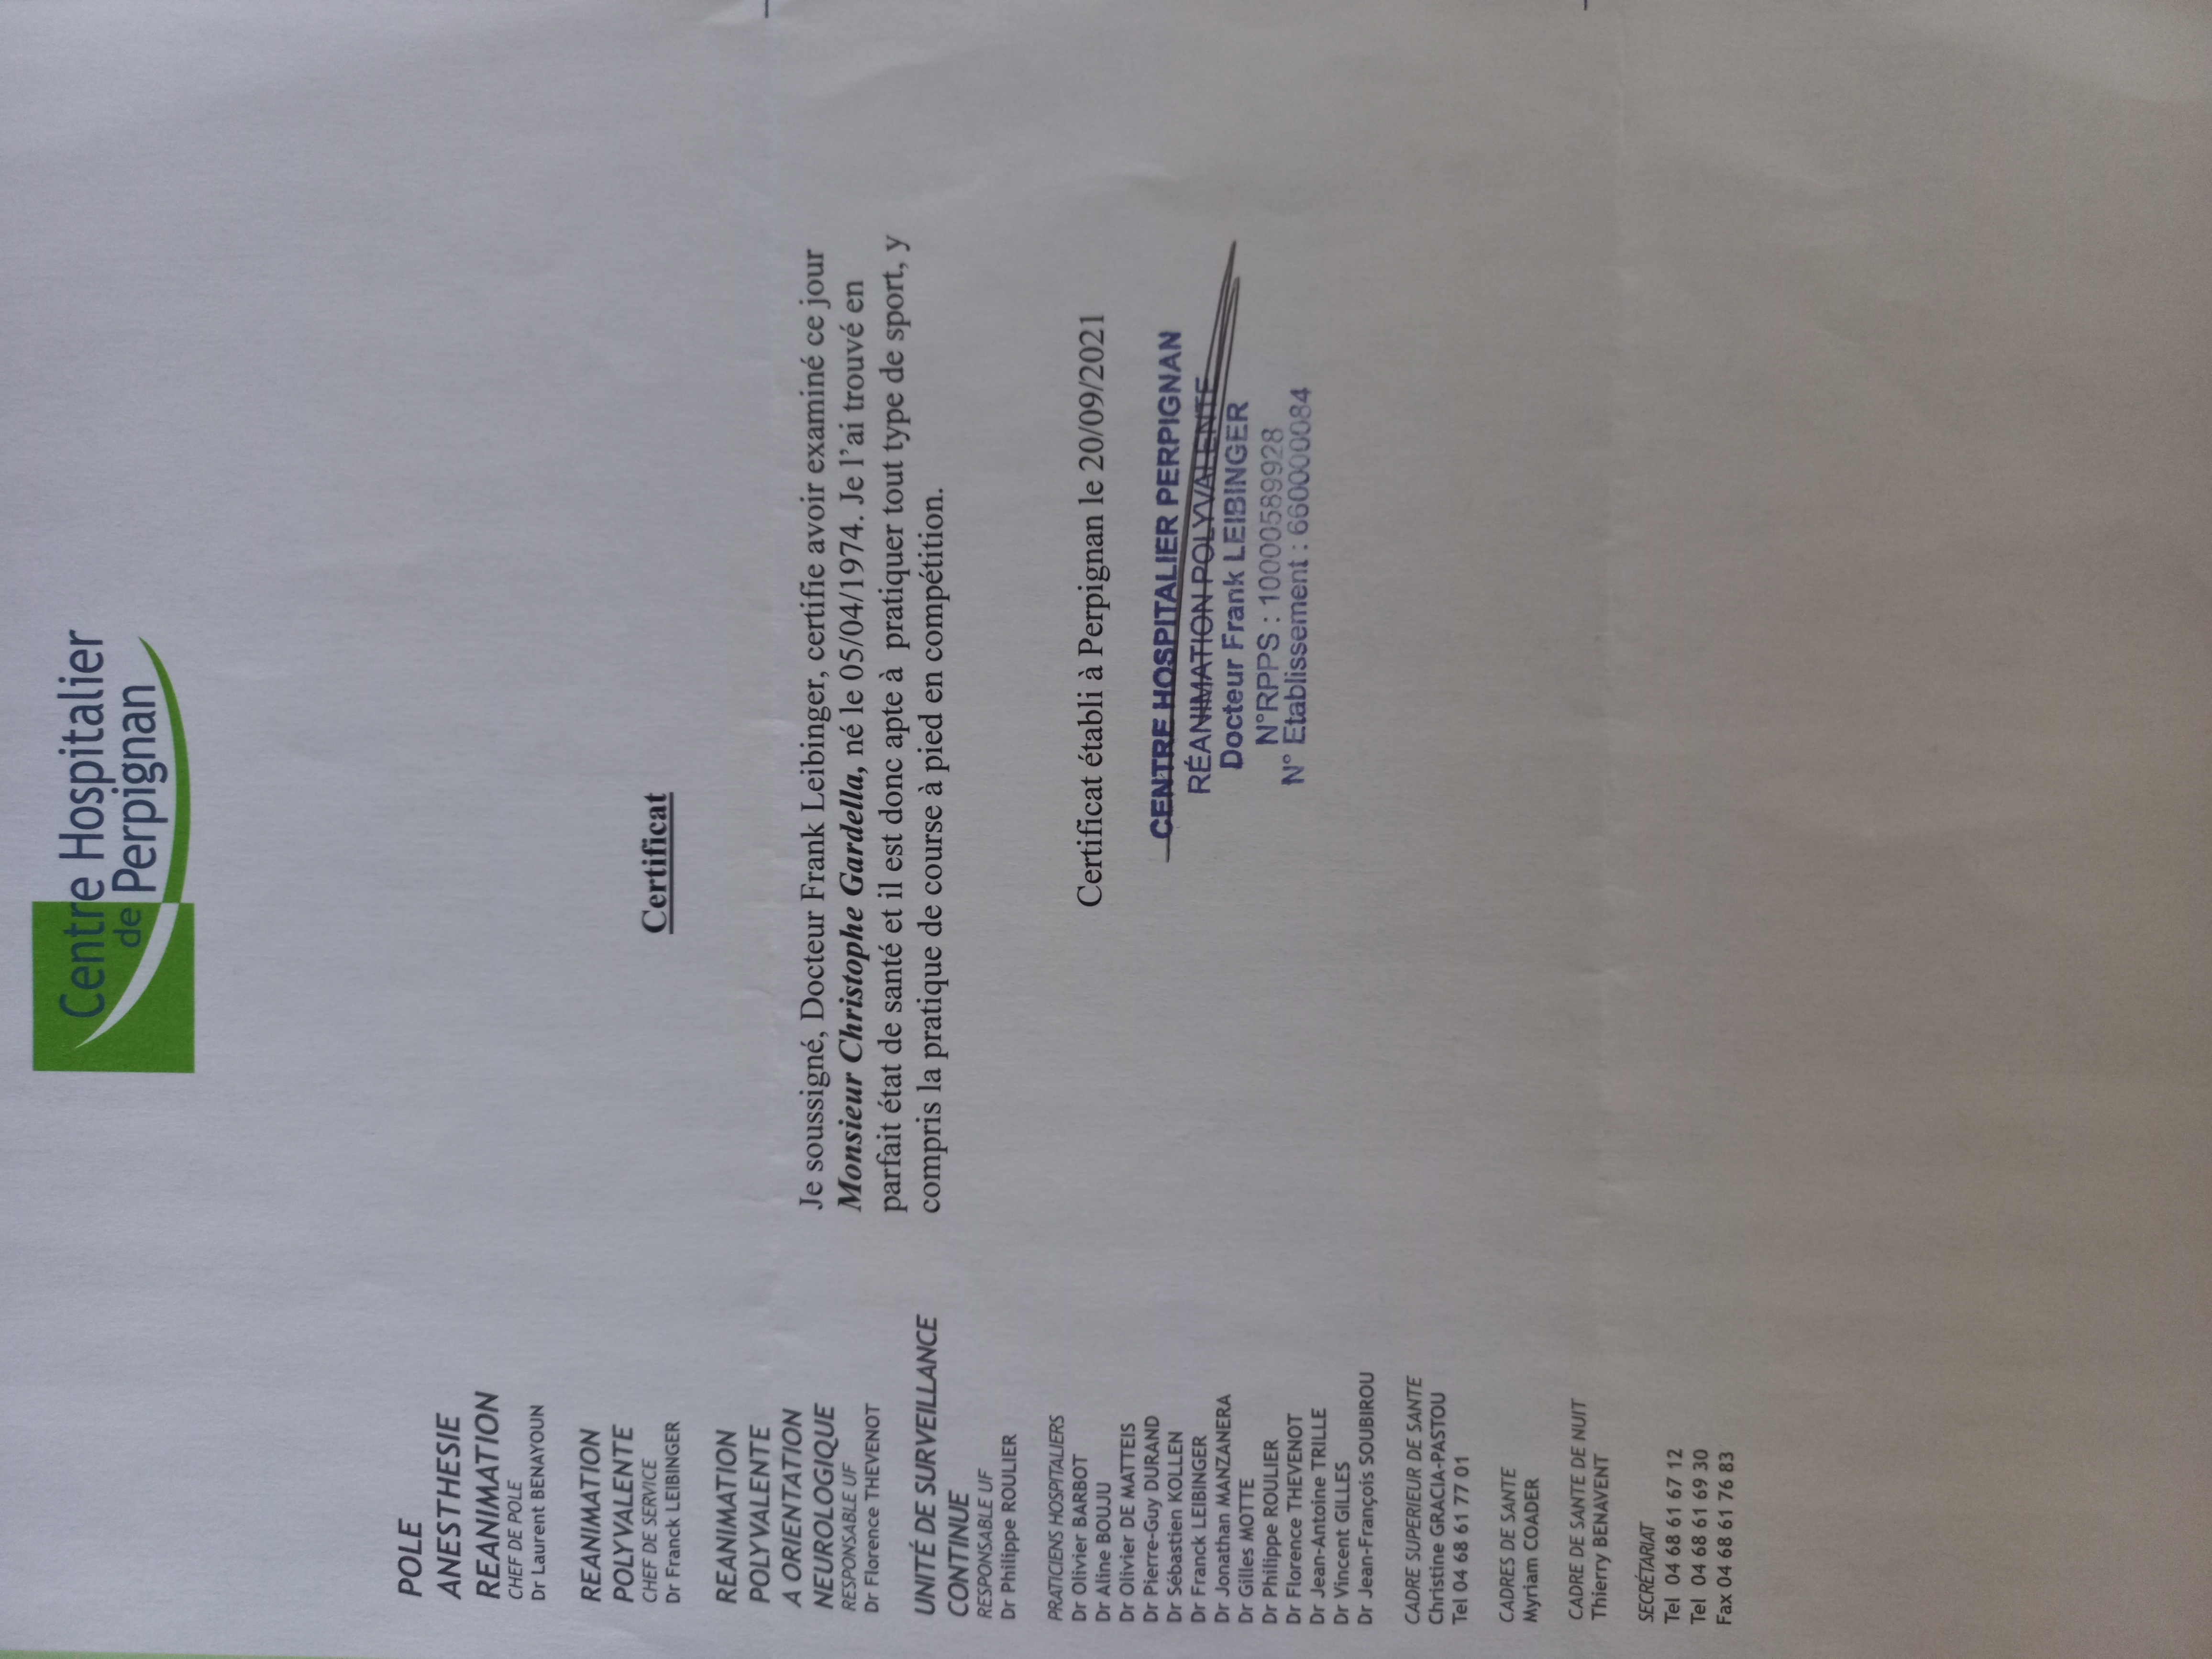 Centre Hospitalier
de Perpignan
POLE
ANESTHESIE
REANIMATION
CHEF DE POLE
Dr Laurent BENAYOUN
REANIMATION
POLYVALENTE
CHEF DE SERVICE
Dr Franck LEIBINGER
REANIMATION
POLYVALENTE
A ORIENTATION
NEUROLOGIQUE
RESPONSABLE UF
Dr Florence THEVENOT
UNITÉ DE SURVEILLANCE
CONTINUE
RESPONSABLE UF
Dr Philippe ROULIER
PRATICIENS HOSPITALIERS
Dr Olivier BARBOT
Dr Aline BOUJU
Dr Olivier DE MATTEIS
Dr Pierre-Guy DURAND
Dr Sébastien KOLLEN
Dr Franck LEIBINGER
Dr Jonathan MANZANERA
Dr Gilles MOTTE
Dr Philippe ROULIER
Dr Florence THEVENOT
Dr Jean-Antoine TRILLE
Dr Vincent GILLES
Dr Jean-François SOUBIROU
CADRE SUPERIEUR DE SANTE
Christine GRACIA-PASTOU
Tel 04 68 61 77 01
CADRES DE SANTE
Myriam COADER
CADRE DE SANTE DE NUIT
Thierry BENAVENT
SECRÉTARIAT
Tel 04 68 61 67 12
Tel 04 68 61 69 30
Fax 04 68 61 76 83
Certificat
Je soussigné, Docteur Frank Leibinger, certifie avoir examiné ce jour
Monsieur Christophe Gardella, né le 05/04/1974. Je l'ai trouvé en
parfait état de santé et il est donc apte à pratiquer tout type de sport, y
compris la pratique de course à pied en compétition.
Certificat établi à Perpignan le 20/09/2021
CENTRE HOSPITALIER PERPIGNAN
RÉANIMATION POLYVALENTE
Docteur Frank LEIBINGER
N°RPPS : 10000589928
N° Etablissement : 660000084